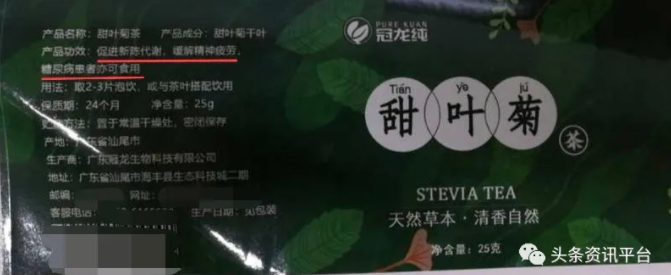 产品名称：甜叶菊茶 产品成分：甜叶菊干叶
产品功效：促进新陈代谢，缓解精神疲劳，
糖尿病患者亦可食用
用法：取2-3片泡饮，或与茶叶搭配饮用
保质期：24个月 净含量：25g
方法：置于常温干燥处，密闭保存
产地：广东省汕尾市
生产商：广东冠龙生物科技有限公司
地址：广东省汕尾市海丰县生态科技城二期
邮编： 网址：
客服电话 生产日期：见包装
PURE KUAN
冠龙纯
Tián yè jú
甜叶菊
茶
STEVIA TEA
天然草本·清香自然
净含量：25克
头条资讯平台